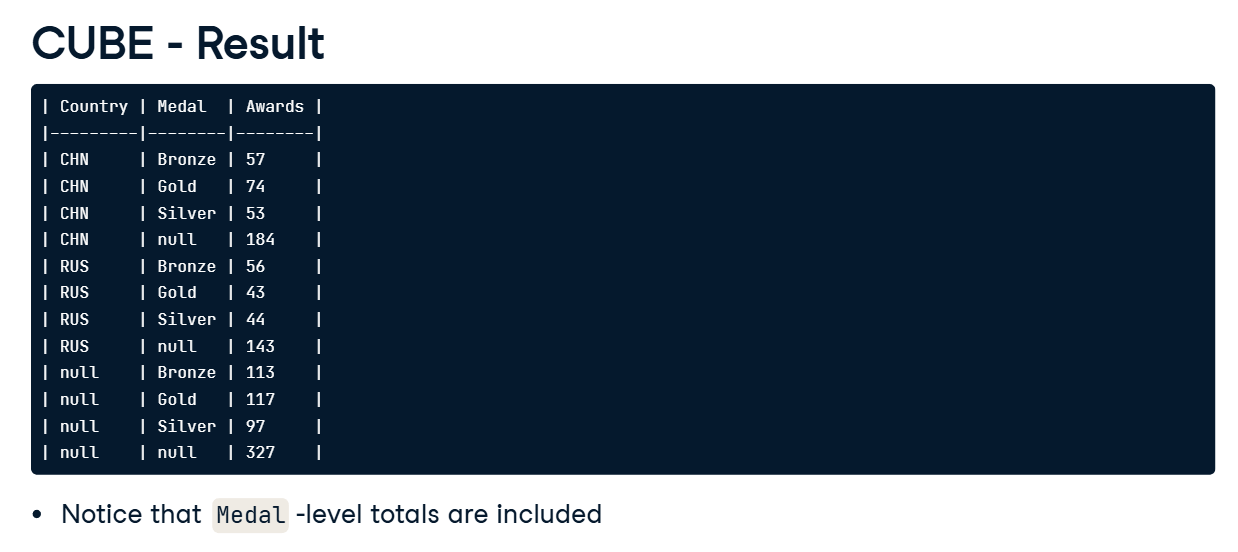 CUBE - Result
| Country | Medal  | Awards |
|---------|--------|--------|
| CHN     | Bronze | 57     |
| CHN     | Gold   | 74     |
| CHN     | Silver | 53     |
| CHN     | null   | 184    |
| RUS     | Bronze | 56     |
| RUS     | Gold   | 43     |
| RUS     | Silver | 44     |
| RUS     | null   | 143    |
| null    | Bronze | 113    |
| null    | Gold   | 117    |
| null    | Silver | 97     |
| null    | null   | 327    |
• Notice that Medal -level totals are included